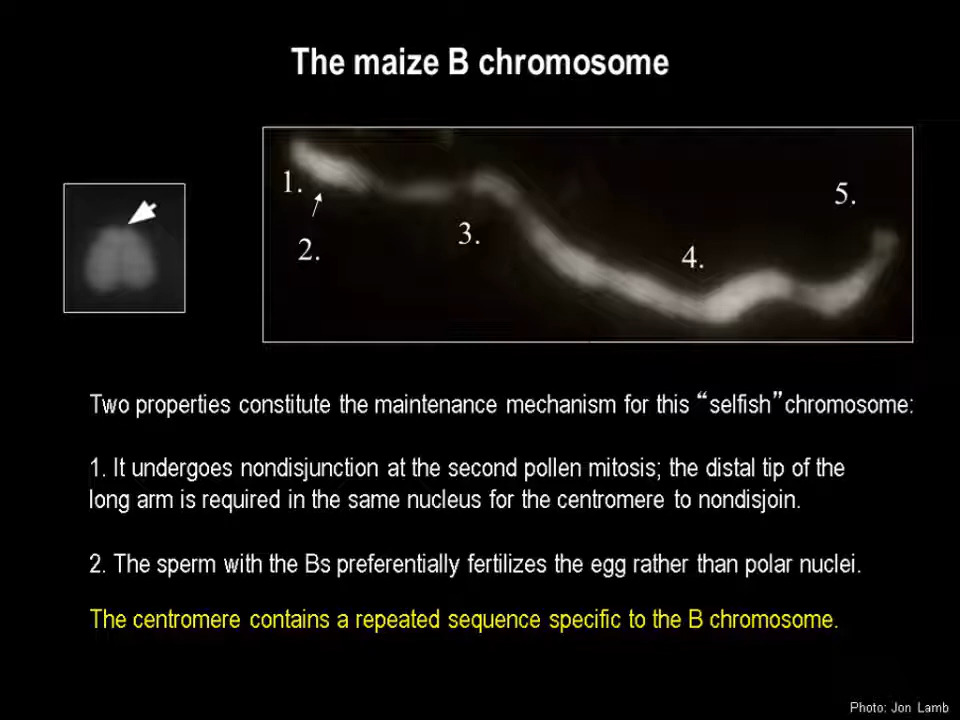 The maize B chromosome
1.
2.
3.
4.
5.
Two properties constitute the maintenance mechanism for this “selfish”chromosome:
1. It undergoes nondisjunction at the second pollen mitosis; the distal tip of the
long arm is required in the same nucleus for the centromere to nondisjoin.
2. The sperm with the Bs preferentially fertilizes the egg rather than polar nuclei.
The centromere contains a repeated sequence specific to the B chromosome.
Photo: Jon Lamb